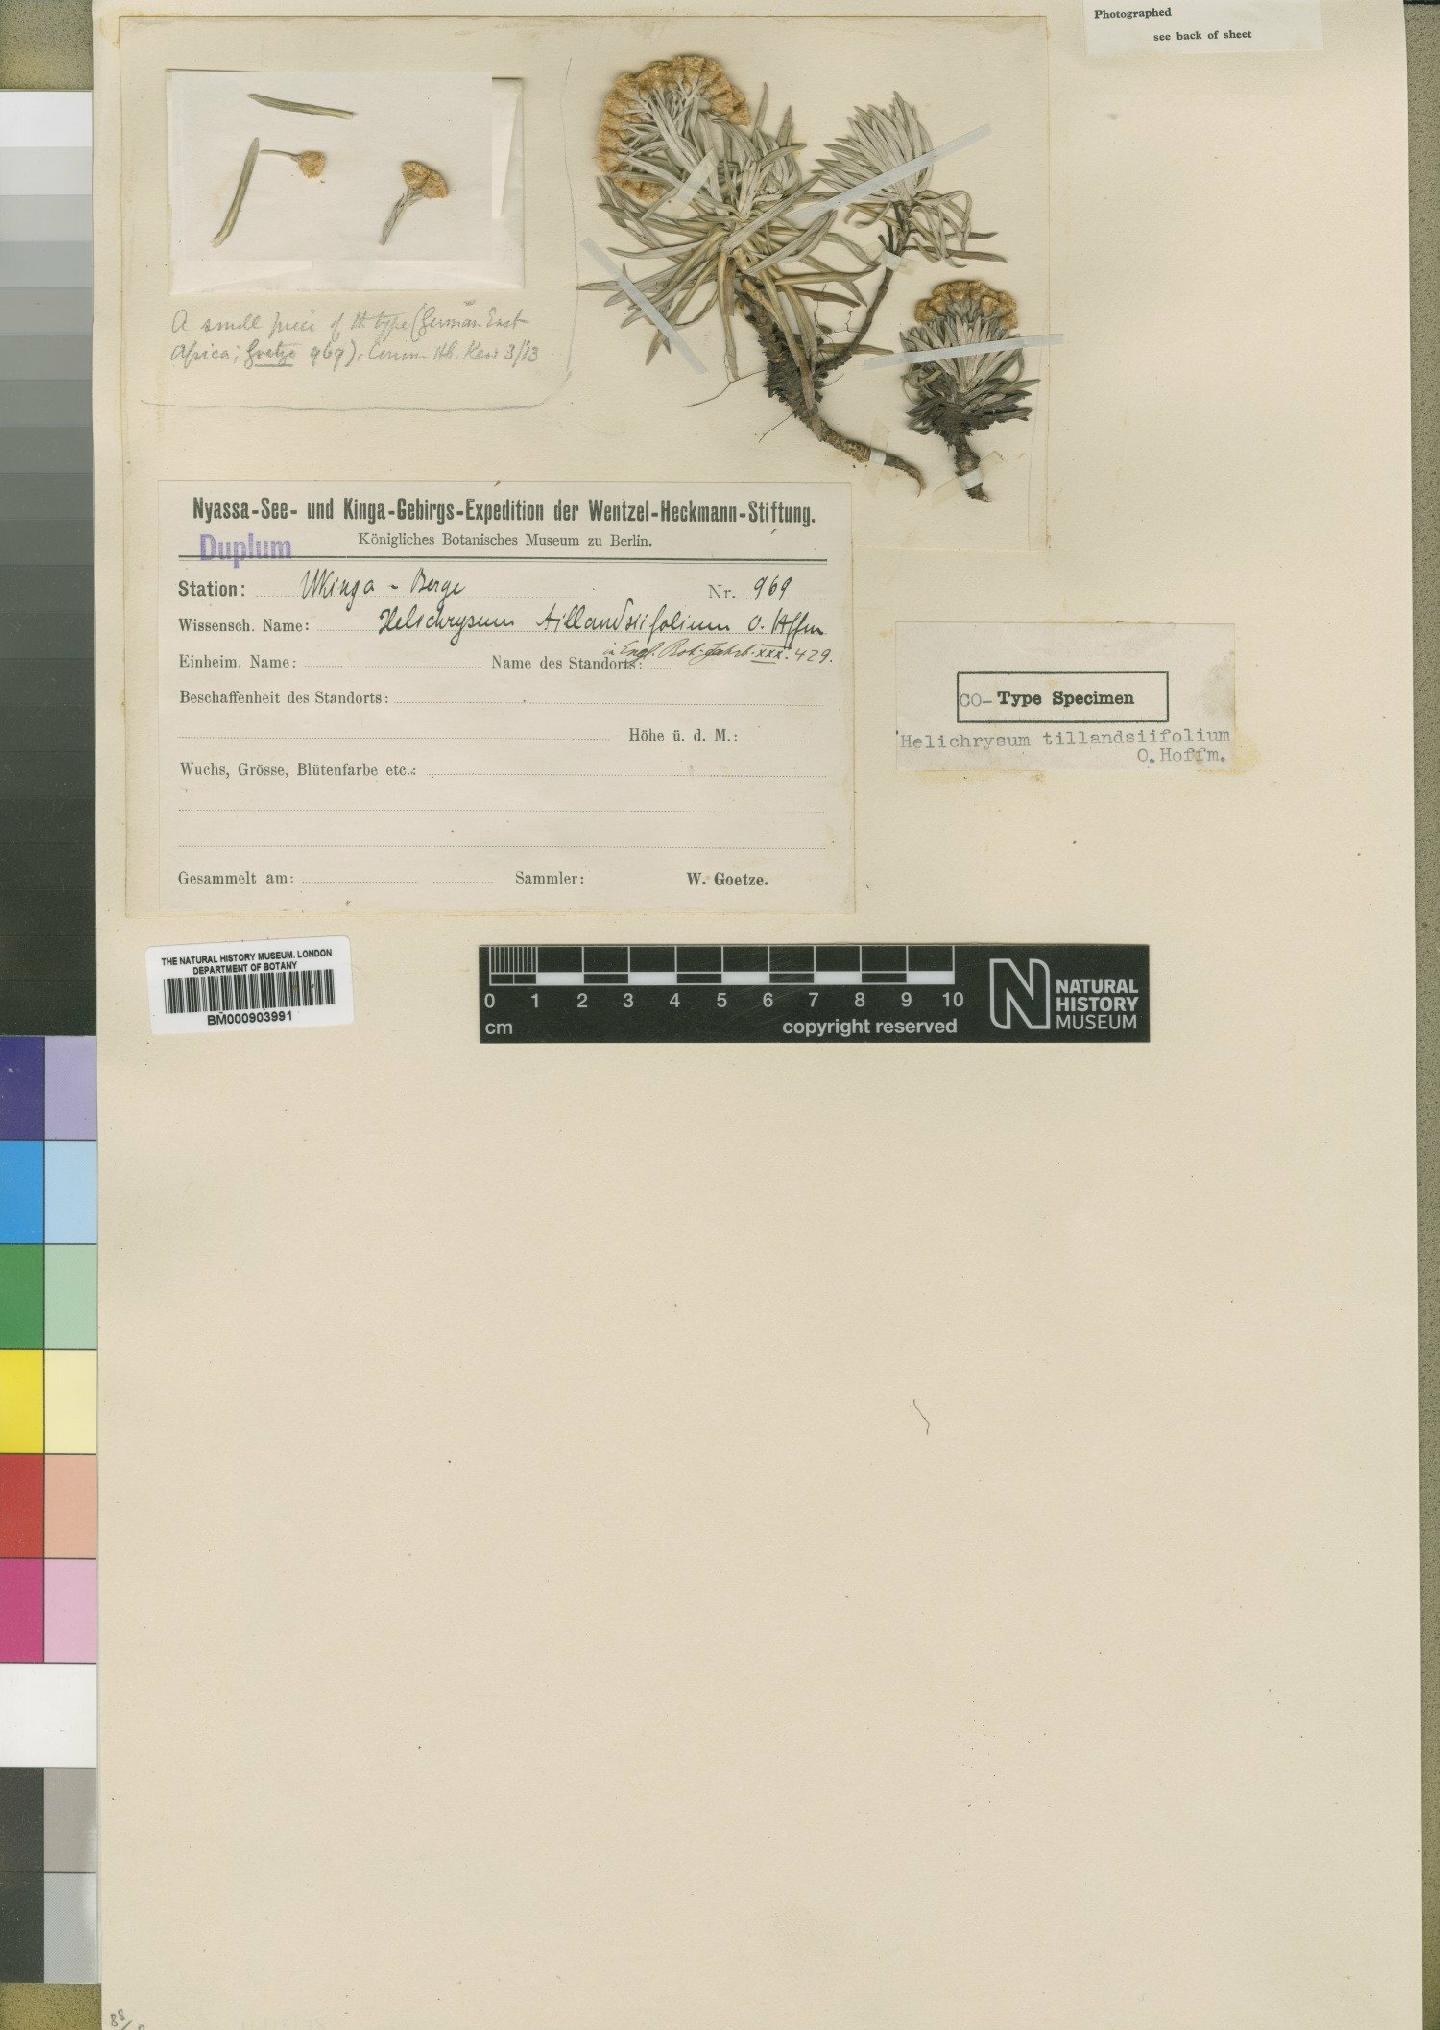 Photographed
see back of sheet
A small piece of th type (German East
Africa; Goetze 969). Comm. Hb. Kew 3/23
Nyassa-See- und Kinga-Gebirgs-Expedition der Wentzel-Heckmann-Stiftung.
Duplum
Königliches Botanisches Museum zu Berlin.
Station: UKinga - Berge Nr. 969
Wissensch. Name: Helichrysum tillandsiifolium O. Hffm
in Engl. Bot. Jahrb. XXX. 429.
Einheim. Name: Name des Standorts:
Beschaffenheit des Standorts:
Höhe ü. d. M.:
Wuchs, Grösse, Blütenfarbe etc.:
Gesammelt am: Sammler: W. Goetze.
CO- Type Specimen
Helichrysum tillandsiifolium
O. Hoffm.
THE NATURAL HISTORY MUSEUM, LONDON
DEPARTMENT OF BOTANY
BM000903991
0 1 2 3 4 5 6 7 8 9 10
cm copyright reserved
NATURAL
HISTORY
MUSEUM